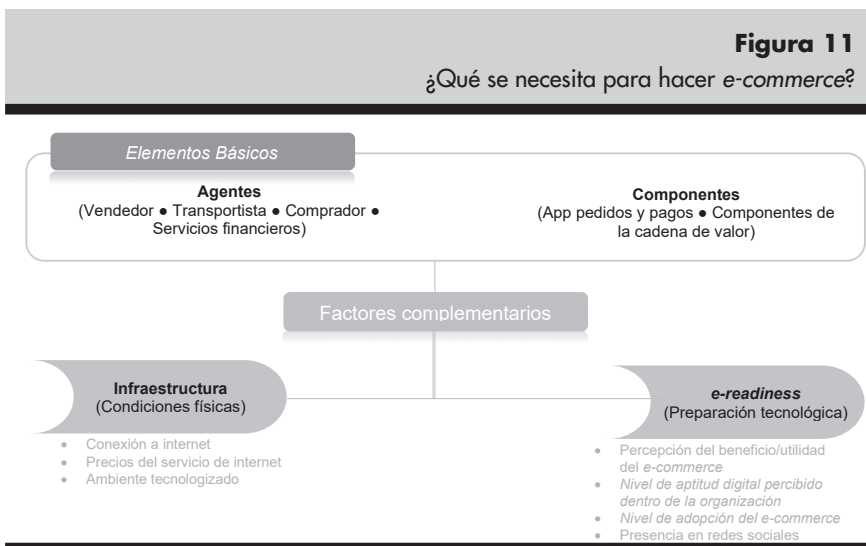 Figura 11
¿Qué se necesita para hacer e-commerce?
Elementos Básicos
Agentes
(Vendedor ● Transportista ● Comprador ●
Servicios financieros)
Componentes
(App pedidos y pagos ● Componentes de
la cadena de valor)
Factores complementarios
Infraestructura
(Condiciones físicas)
• Conexión a internet
• Precios del servicio de internet
• Ambiente tecnologizado
e-readiness
(Preparación tecnológica)
• Percepción del beneficio/utilidad
del e-commerce
• Nivel de aptitud digital percibido
dentro de la organización
• Nivel de adopción del e-commerce
• Presencia en redes sociales